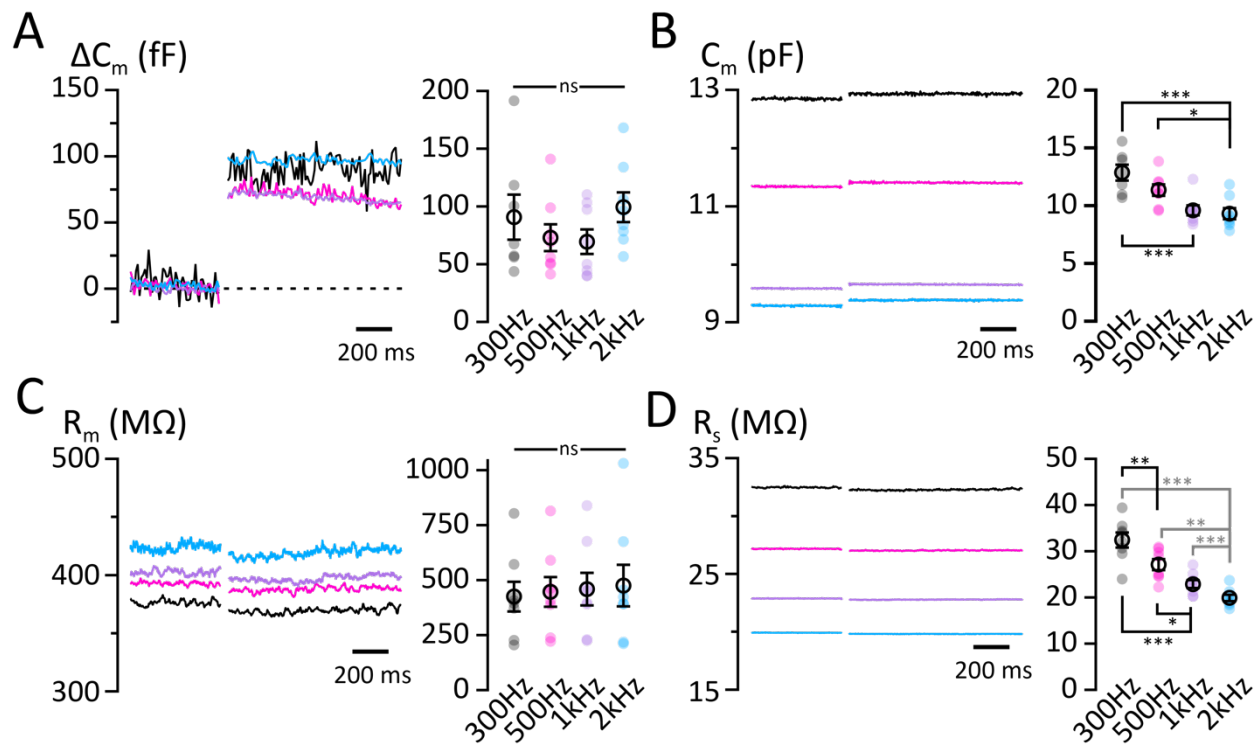 A
ΔCm (fF)
150
100
50
0
200 ms
200
150
100
50
0
ns
300Hz
500Hz
1kHz
2kHz
B
Cm (pF)
13
11
9
200 ms
20
15
10
5
0
***
*
***
300Hz
500Hz
1kHz
2kHz
C
Rm (MΩ)
500
400
300
200 ms
1000
750
500
250
0
ns
300Hz
500Hz
1kHz
2kHz
D
Rs (MΩ)
35
25
15
200 ms
50
40
30
20
10
0
**
***
**
***
*
***
300Hz
500Hz
1kHz
2kHz